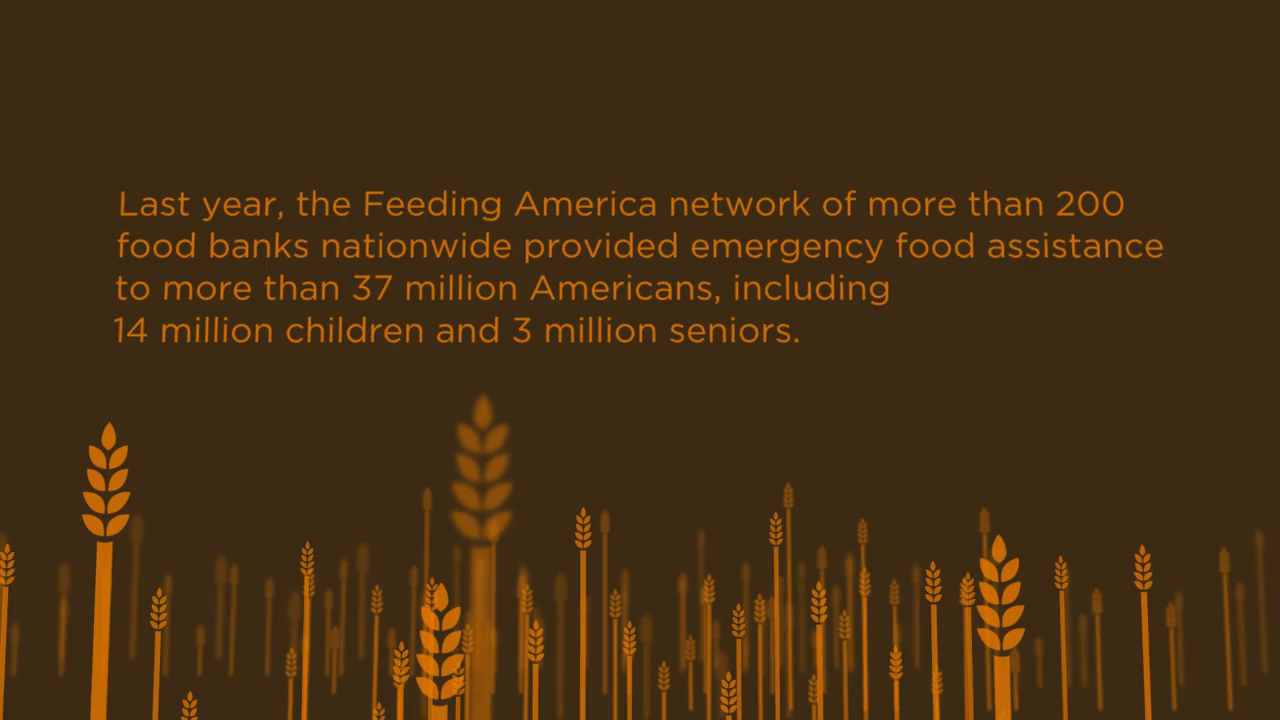 Last year, the Feeding America network of more than 200
food banks nationwide provided emergency food assistance
to more than 37 million Americans, including
14 million children and 3 million seniors.